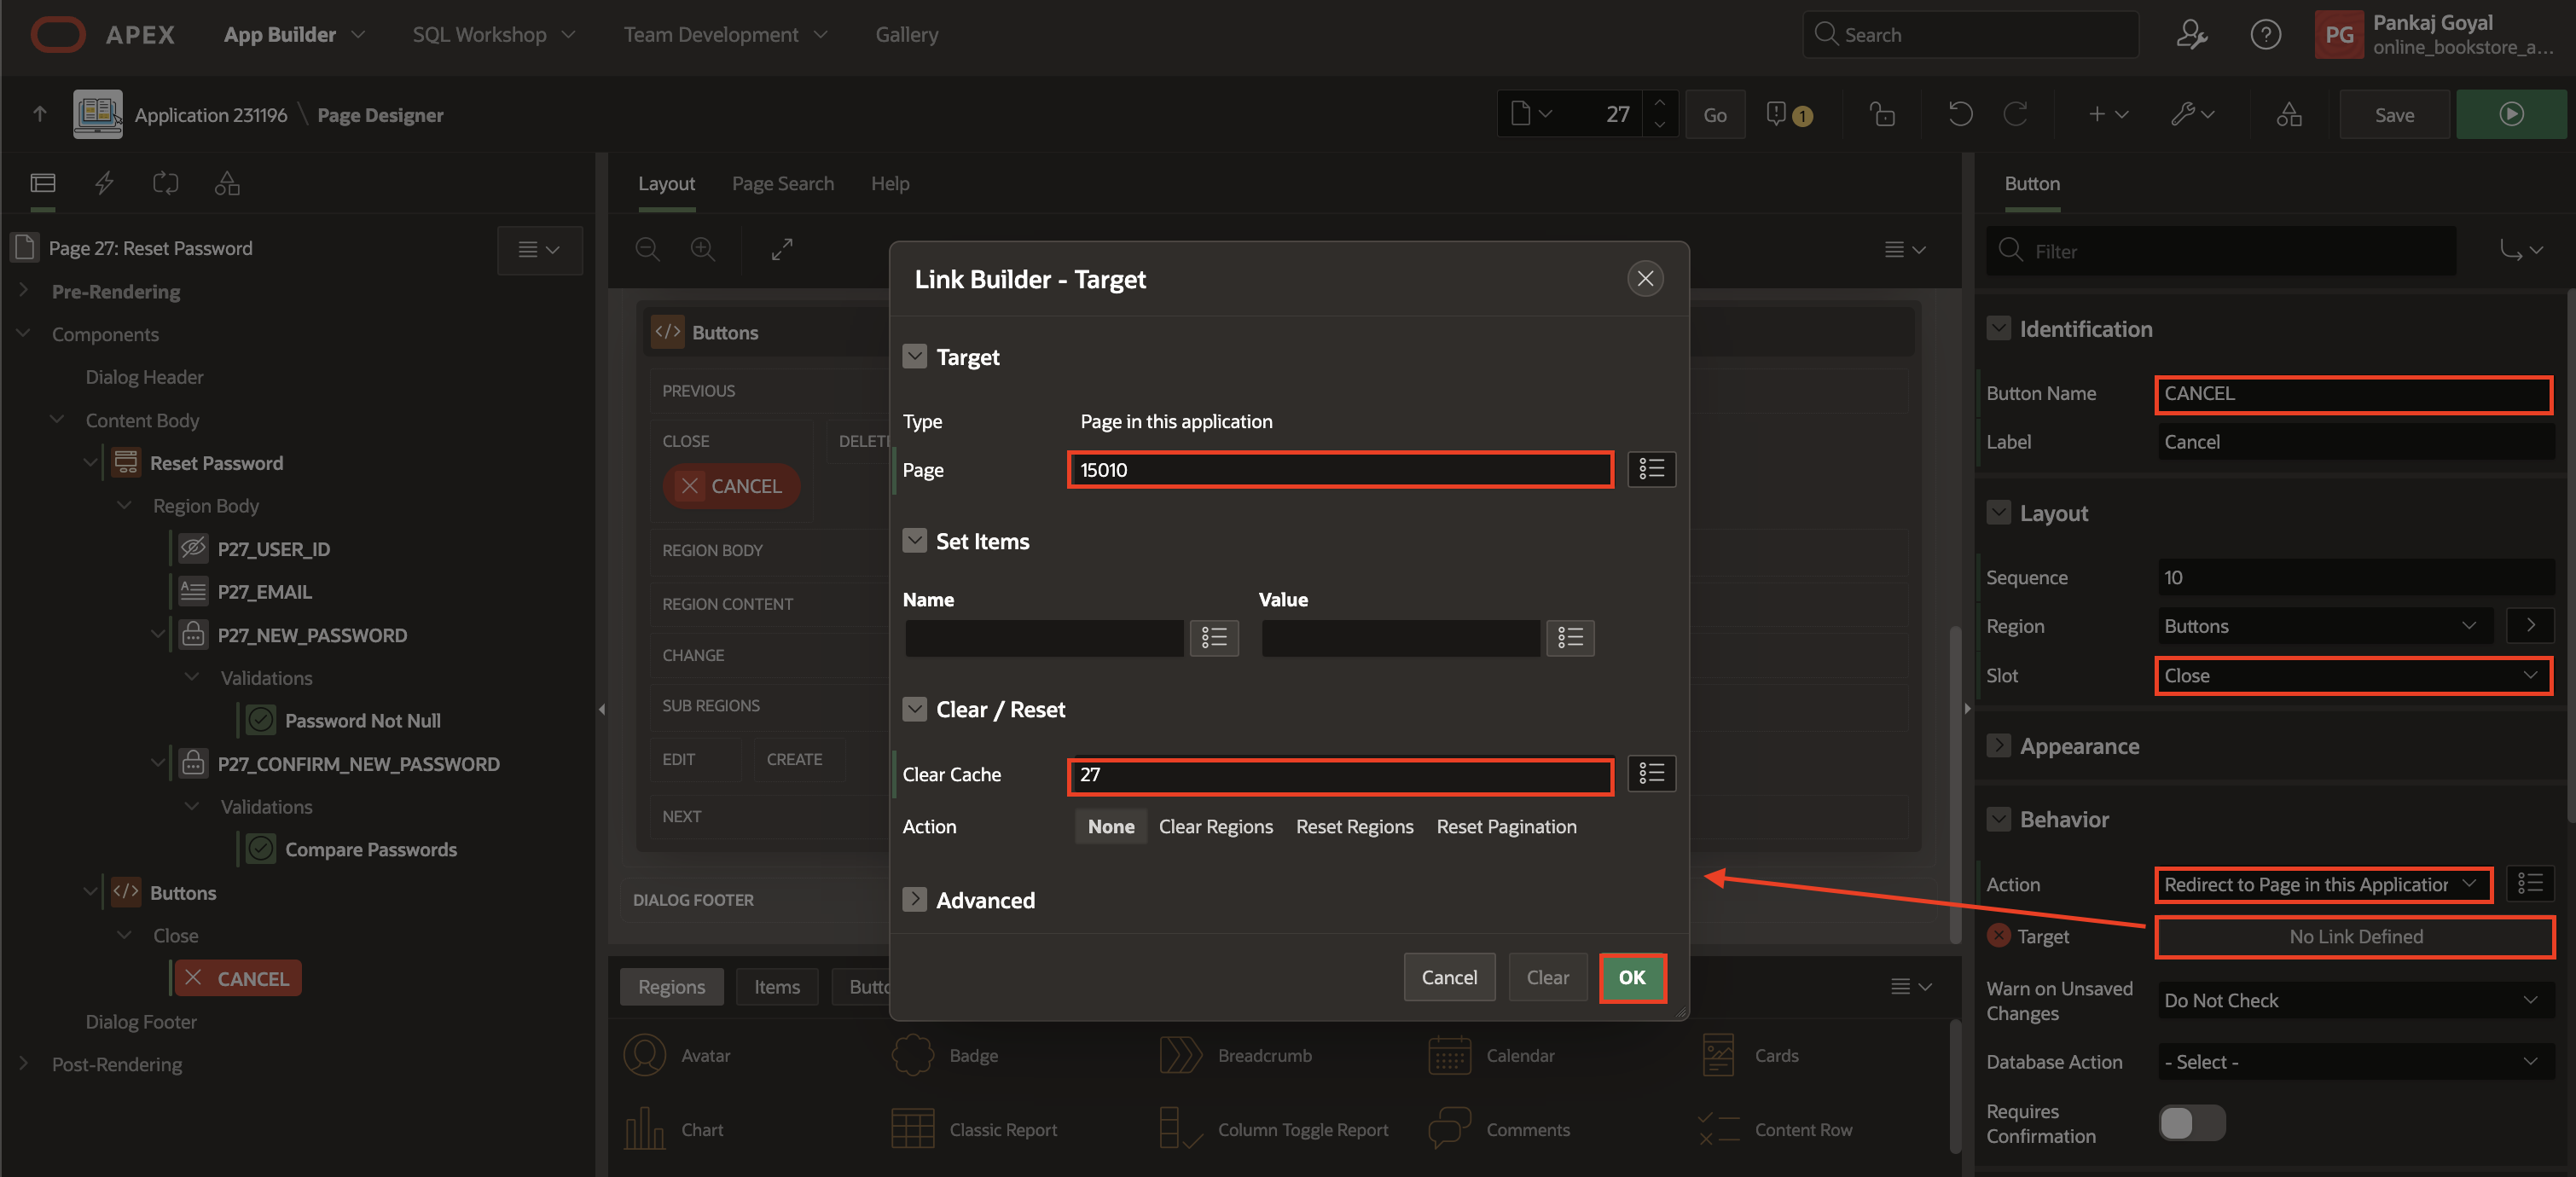 APEX App Builder SQL Workshop Team Development Gallery Search PG Pankaj Goyal
online_bookstore_a...
Application 231196 \ Page Designer 27 Go 1 Save
Layout Page Search Help
Button
Page 27: Reset Password
Pre-Rendering
Components
Dialog Header
Content Body
Reset Password
Region Body
P27_USER_ID
P27_EMAIL
P27_NEW_PASSWORD
Validations
Password Not Null
P27_CONFIRM_NEW_PASSWORD
Validations
Compare Passwords
Buttons
Close
CANCEL
Dialog Footer
Post-Rendering
Buttons
PREVIOUS
CLOSE DELETE
CANCEL
REGION BODY
REGION CONTENT
CHANGE
SUB REGIONS
EDIT CREATE
NEXT
DIALOG FOOTER
Link Builder - Target
Target
Type Page in this application
Page 15010
Set Items
Name Value
Clear / Reset
Clear Cache 27
Action None Clear Regions Reset Regions Reset Pagination
Advanced
Cancel Clear OK
Regions Items Butto
Avatar Badge Breadcrumb Calendar Cards
Chart Classic Report Column Toggle Report Comments Content Row
Filter
Identification
Button Name CANCEL
Label Cancel
Layout
Sequence 10
Region Buttons
Slot Close
Appearance
Behavior
Action Redirect to Page in this Application
Target No Link Defined
Warn on Unsaved
Changes Do Not Check
Database Action - Select -
Requires
Confirmation